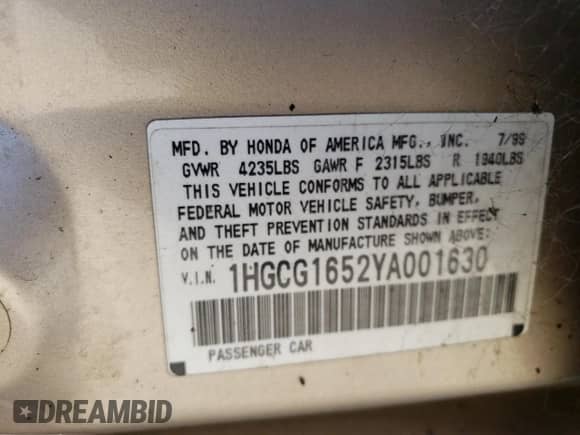 MFD. BY HONDA OF AMERICA MFG., INC. 7/99
GVWR 4235LBS GAWR F 2315LBS R 1940LBS
THIS VEHICLE CONFORMS TO ALL APPLICABLE
FEDERAL MOTOR VEHICLE SAFETY, BUMPER,
AND THEFT PREVENTION STANDARDS IN EFFECT
ON THE DATE OF MANUFACTURE SHOWN ABOVE:
V.I.N. 1HGCG1652YA001630
PASSENGER CAR
DREAMBID